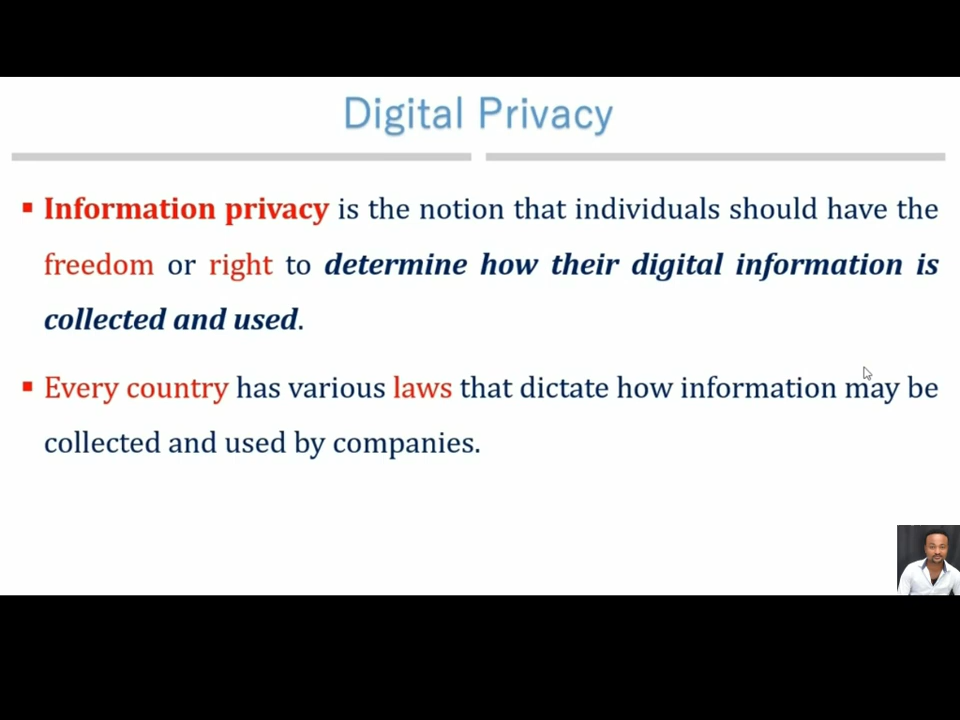 Digital Privacy
▪ Information privacy is the notion that individuals should have the
freedom or right to determine how their digital information is
collected and used.
▪ Every country has various laws that dictate how information may be
collected and used by companies.